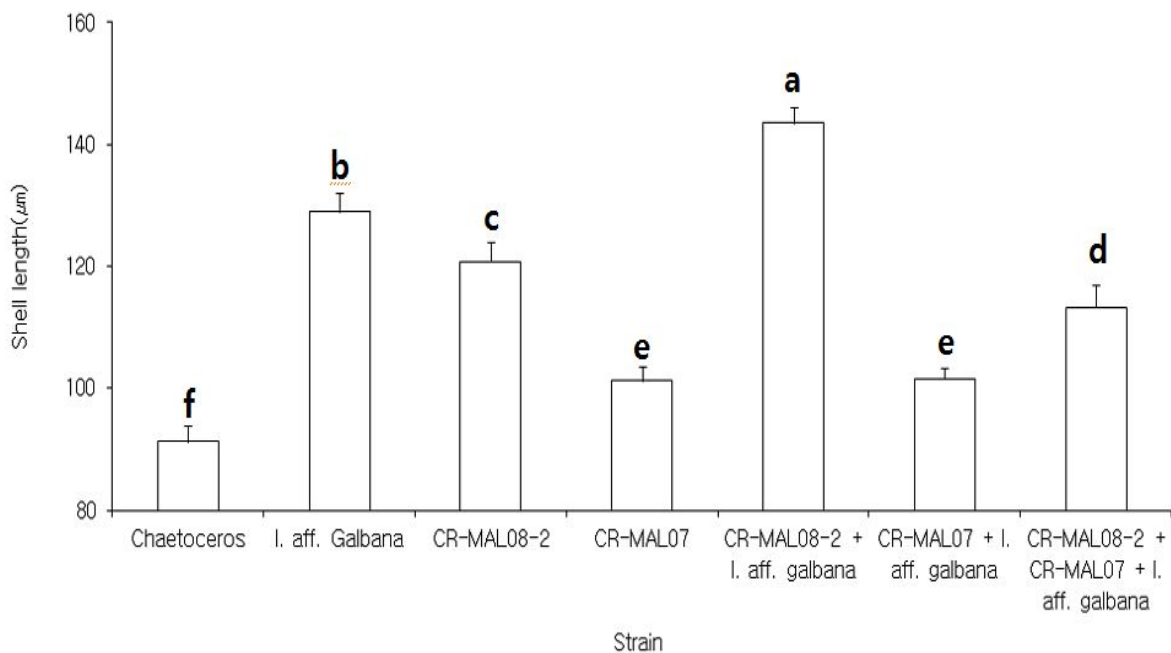 160
140
120
100
80
Shell length(㎛)
f
b
c
e
a
e
d
Chaetoceros
I. aff. Galbana
CR-MAL08-2
CR-MAL07
CR-MAL08-2 +
I. aff. galbana
CR-MAL07 + I.
aff. galbana
CR-MAL08-2 +
CR-MAL07 + I.
aff. galbana
Strain